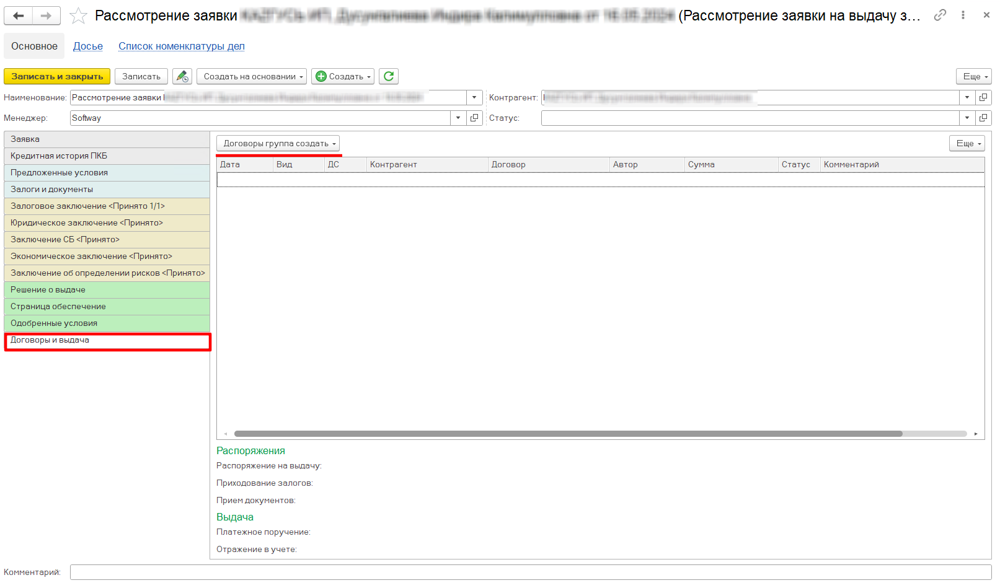 Рассмотрение заявки (Рассмотрение заявки на выдачу з...
Основное Досье Список номенклатуры дел
Записать и закрыть Записать Создать на основании Создать Еще
Наименование: Рассмотрение заявки Контрагент:
Менеджер: Softway Статус:
Заявка
Кредитная история ПКБ
Предложенные условия
Залоги и документы
Залоговое заключение <Принято 1/1>
Юридическое заключение <Принято>
Заключение СБ <Принято>
Экономическое заключение <Принято>
Заключение об определении рисков <Принято>
Решение о выдаче
Страница обеспечение
Одобренные условия
Договоры и выдача
Договоры группа создать Еще
Дата Вид ДС Контрагент Договор Автор Сумма Статус Комментарий
Распоряжения
Распоряжение на выдачу:
Приходование залогов:
Прием документов:
Выдача
Платежное поручение:
Отражение в учете:
Комментарий: